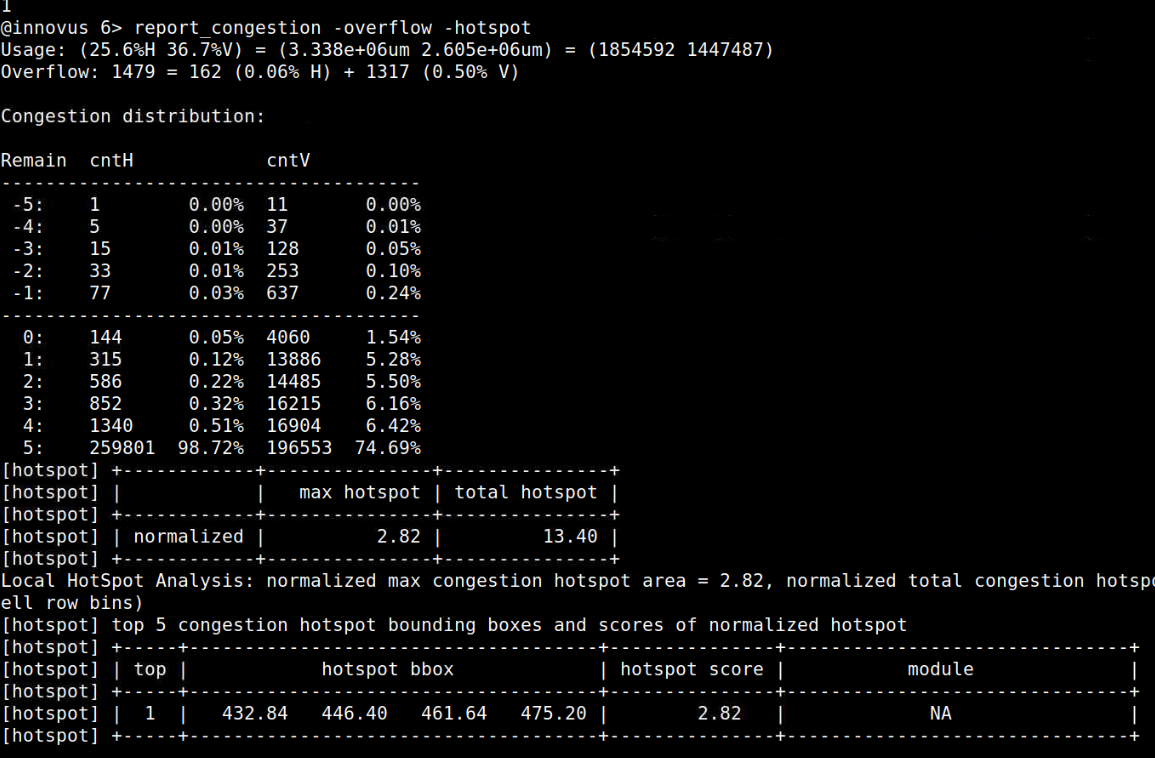 1
@innovus 6> report_congestion -overflow -hotspot
Usage: (25.6%H 36.7%V) = (3.338e+06um 2.605e+06um) = (1854592 1447487)
Overflow: 1479 = 162 (0.06% H) + 1317 (0.50% V)
Congestion distribution:
Remain  cntH            cntV
--------------------------------------
 -5:    1        0.00%  11       0.00%
 -4:    5        0.00%  37       0.01%
 -3:    15       0.01%  128      0.05%
 -2:    33       0.01%  253      0.10%
 -1:    77       0.03%  637      0.24%
--------------------------------------
  0:    144      0.05%  4060     1.54%
  1:    315      0.12%  13886    5.28%
  2:    586      0.22%  14485    5.50%
  3:    852      0.32%  16215    6.16%
  4:    1340     0.51%  16904    6.42%
  5:    259801  98.72%  196553  74.69%
[hotspot] +------------+---------------+---------------+
[hotspot] |            |   max hotspot | total hotspot |
[hotspot] +------------+---------------+---------------+
[hotspot] | normalized |          2.82 |         13.40 |
[hotspot] +------------+---------------+---------------+
Local HotSpot Analysis: normalized max congestion hotspot area = 2.82, normalized total congestion hotspo
ell row bins)
[hotspot] top 5 congestion hotspot bounding boxes and scores of normalized hotspot
[hotspot] +-----+-------------------------------------+---------------+-------------------------------+
[hotspot] | top |            hotspot bbox             | hotspot score |           module              |
[hotspot] +-----+-------------------------------------+---------------+-------------------------------+
[hotspot] |  1  |   432.84   446.40   461.64   475.20 |        2.82   |             NA                |
[hotspot] +-----+-------------------------------------+---------------+-------------------------------+